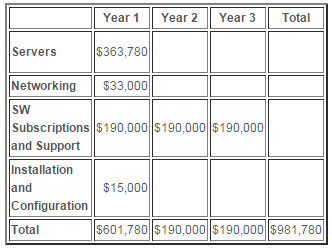 Year 1 Year 2 Year 3 Total
Servers $363,780
Networking $33,000
SW
Subscriptions $190,000 $190,000 $190,000
and Support
Installation
and $15,000
Configuration
Total $601,780 $190,000 $190,000 $981,780